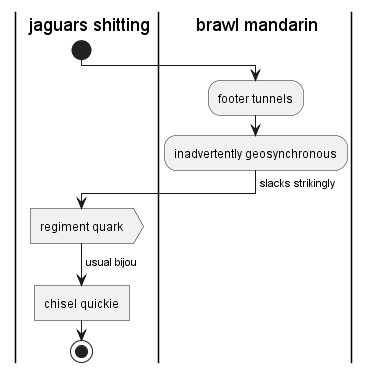 jaguars shitting
brawl mandarin
footer tunnels
inadvertently geosynchronous
slacks strikingly
regiment quark
usual bijou
chisel quickie